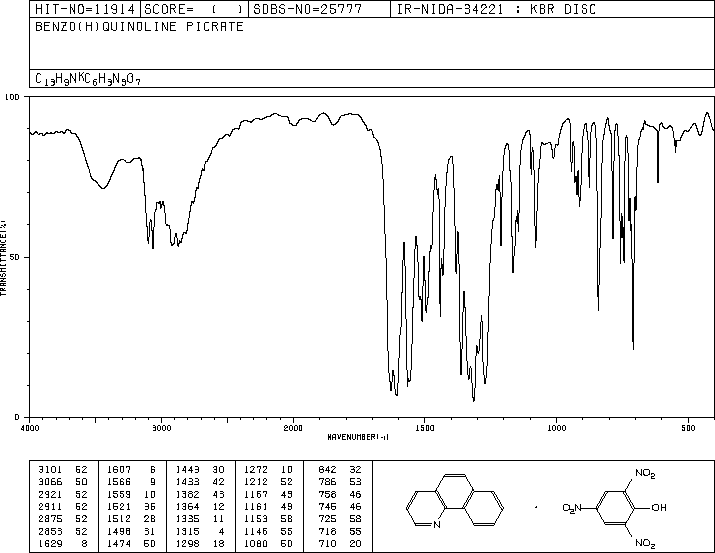 HIT-NO=11914 SCORE= ( ) SDBS-NO=25777 IR-NIDA-34221 : KBR DISC
BENZO(H)QUINOLINE PICRATE
C13H9NKC6H3N3O7
100
50
0
TRANSMITTANCE(%)
4000 3000 2000 1500 1000 500
WAVENUMBER(-1)
3101 52 1607 6 1443 30 1272 10 842 32
3066 50 1566 9 1433 42 1212 52 786 53
2921 52 1559 10 1382 43 1167 49 758 46
2911 52 1521 36 1364 12 1161 49 745 46
2875 52 1512 28 1335 11 1153 58 725 58
2853 52 1498 31 1315 4 1146 55 718 55
1629 8 1474 50 1298 18 1080 50 710 20
N
NO2
O2N
OH
NO2